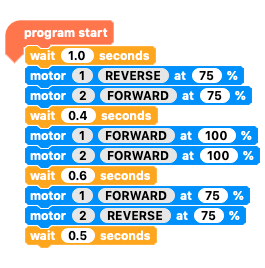 program start
wait 1.0 seconds
motor 1 REVERSE at 75 %
motor 2 FORWARD at 75 %
wait 0.4 seconds
motor 1 FORWARD at 100 %
motor 2 FORWARD at 100 %
wait 0.6 seconds
motor 1 FORWARD at 75 %
motor 2 REVERSE at 75 %
wait 0.5 seconds